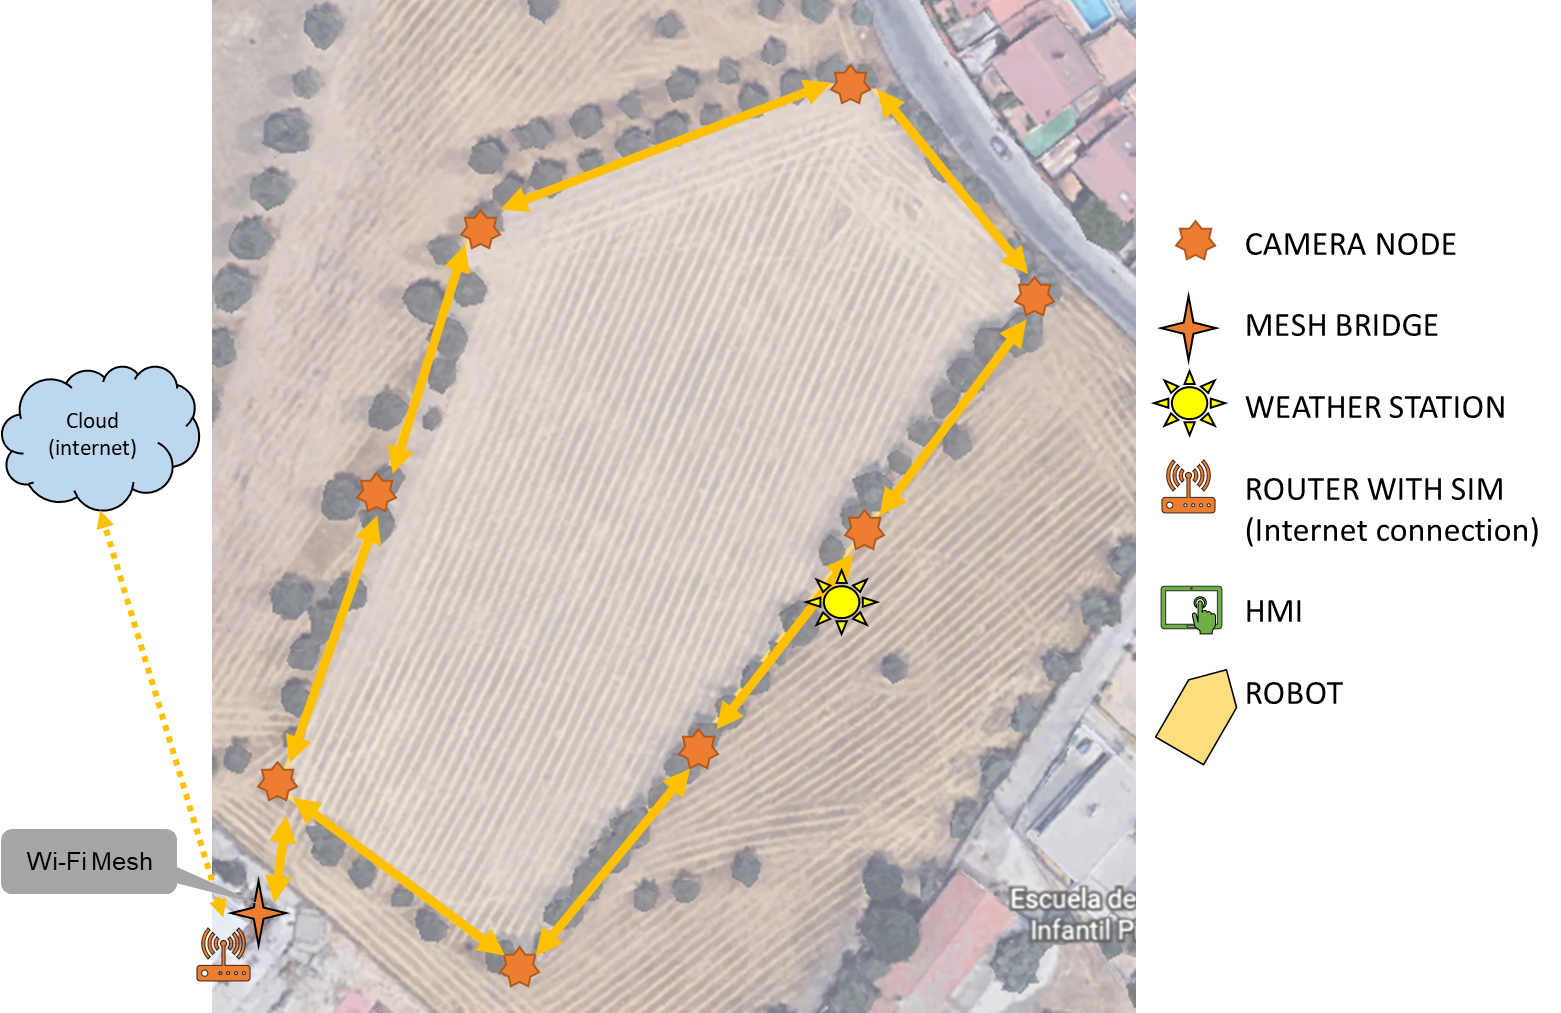 CAMERA NODE
MESH BRIDGE
WEATHER STATION
Cloud
(internet)
ROUTER WITH SIM
(Internet connection)
HMI
ROBOT
Wi-Fi Mesh
Escuela de
Infantil